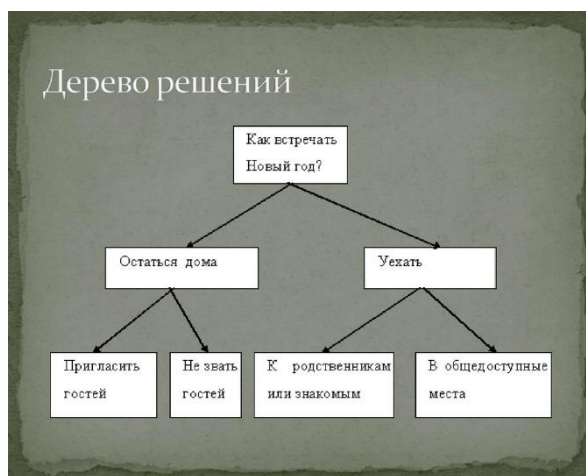 Дерево решений
Как встречать
Новый год?
Остаться дома
Уехать
Пригласить
гостей
Не звать
гостей
К родственникам
или знакомым
В общедоступные
места